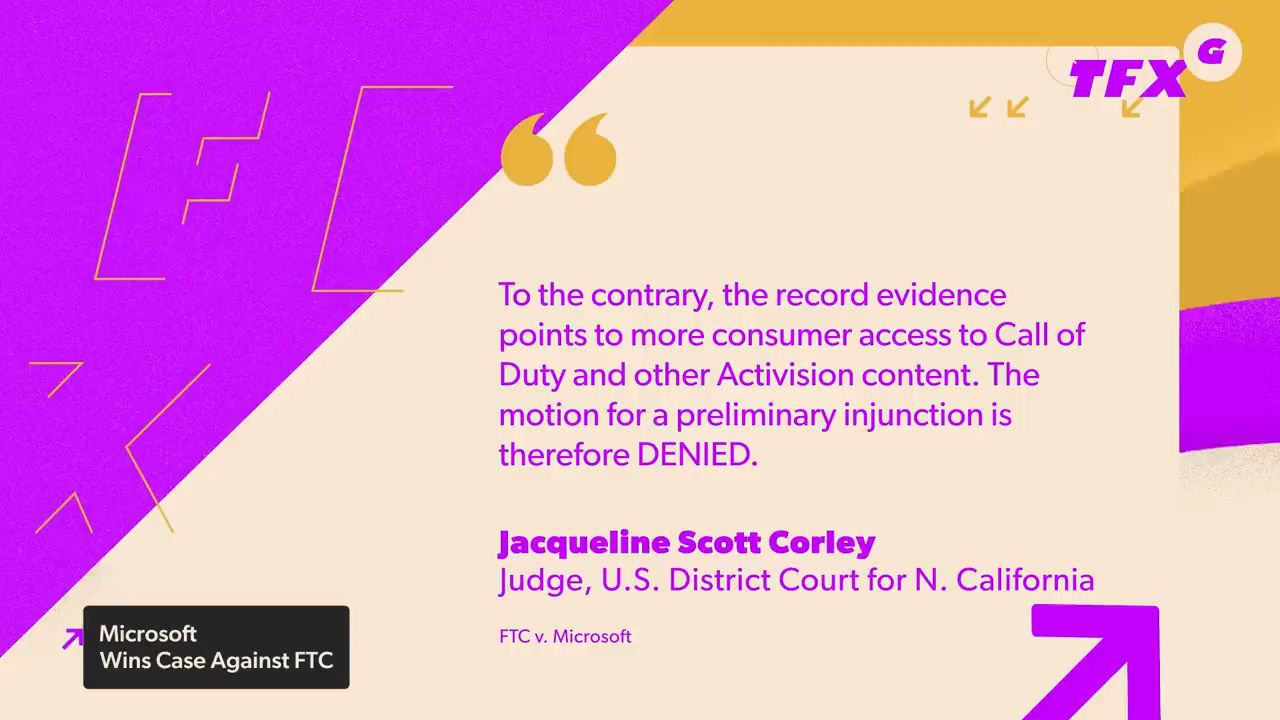 TFX
G
F
X
“
To the contrary, the record evidence
points to more consumer access to Call of
Duty and other Activision content. The
motion for a preliminary injunction is
therefore DENIED.
Jacqueline Scott Corley
Judge, U.S. District Court for N. California
FTC v. Microsoft
Microsoft
Wins Case Against FTC